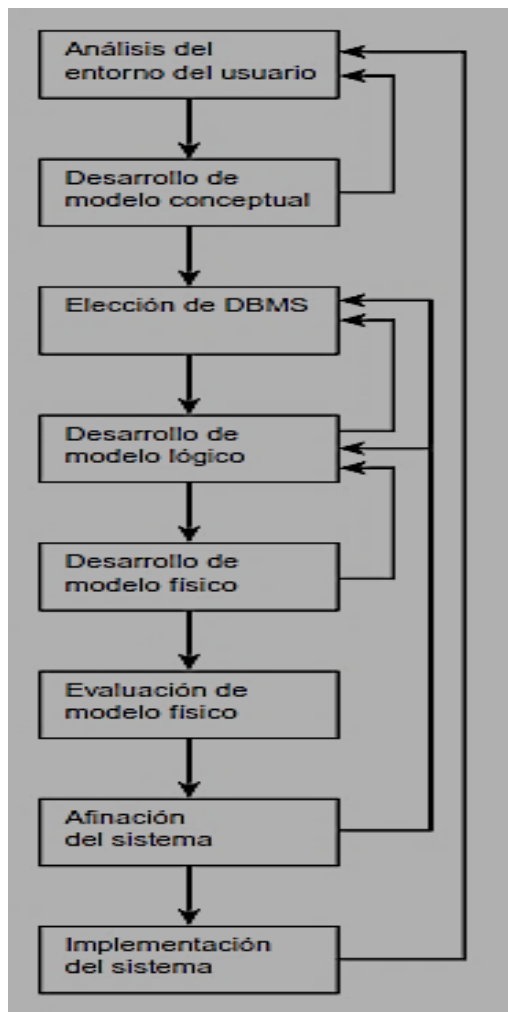 Análisis del
entorno del usuario
Desarrollo de
modelo conceptual
Elección de DBMS
Desarrollo de
modelo lógico
Desarrollo de
modelo físico
Evaluación de
modelo físico
Afinación
del sistema
Implementación
del sistema